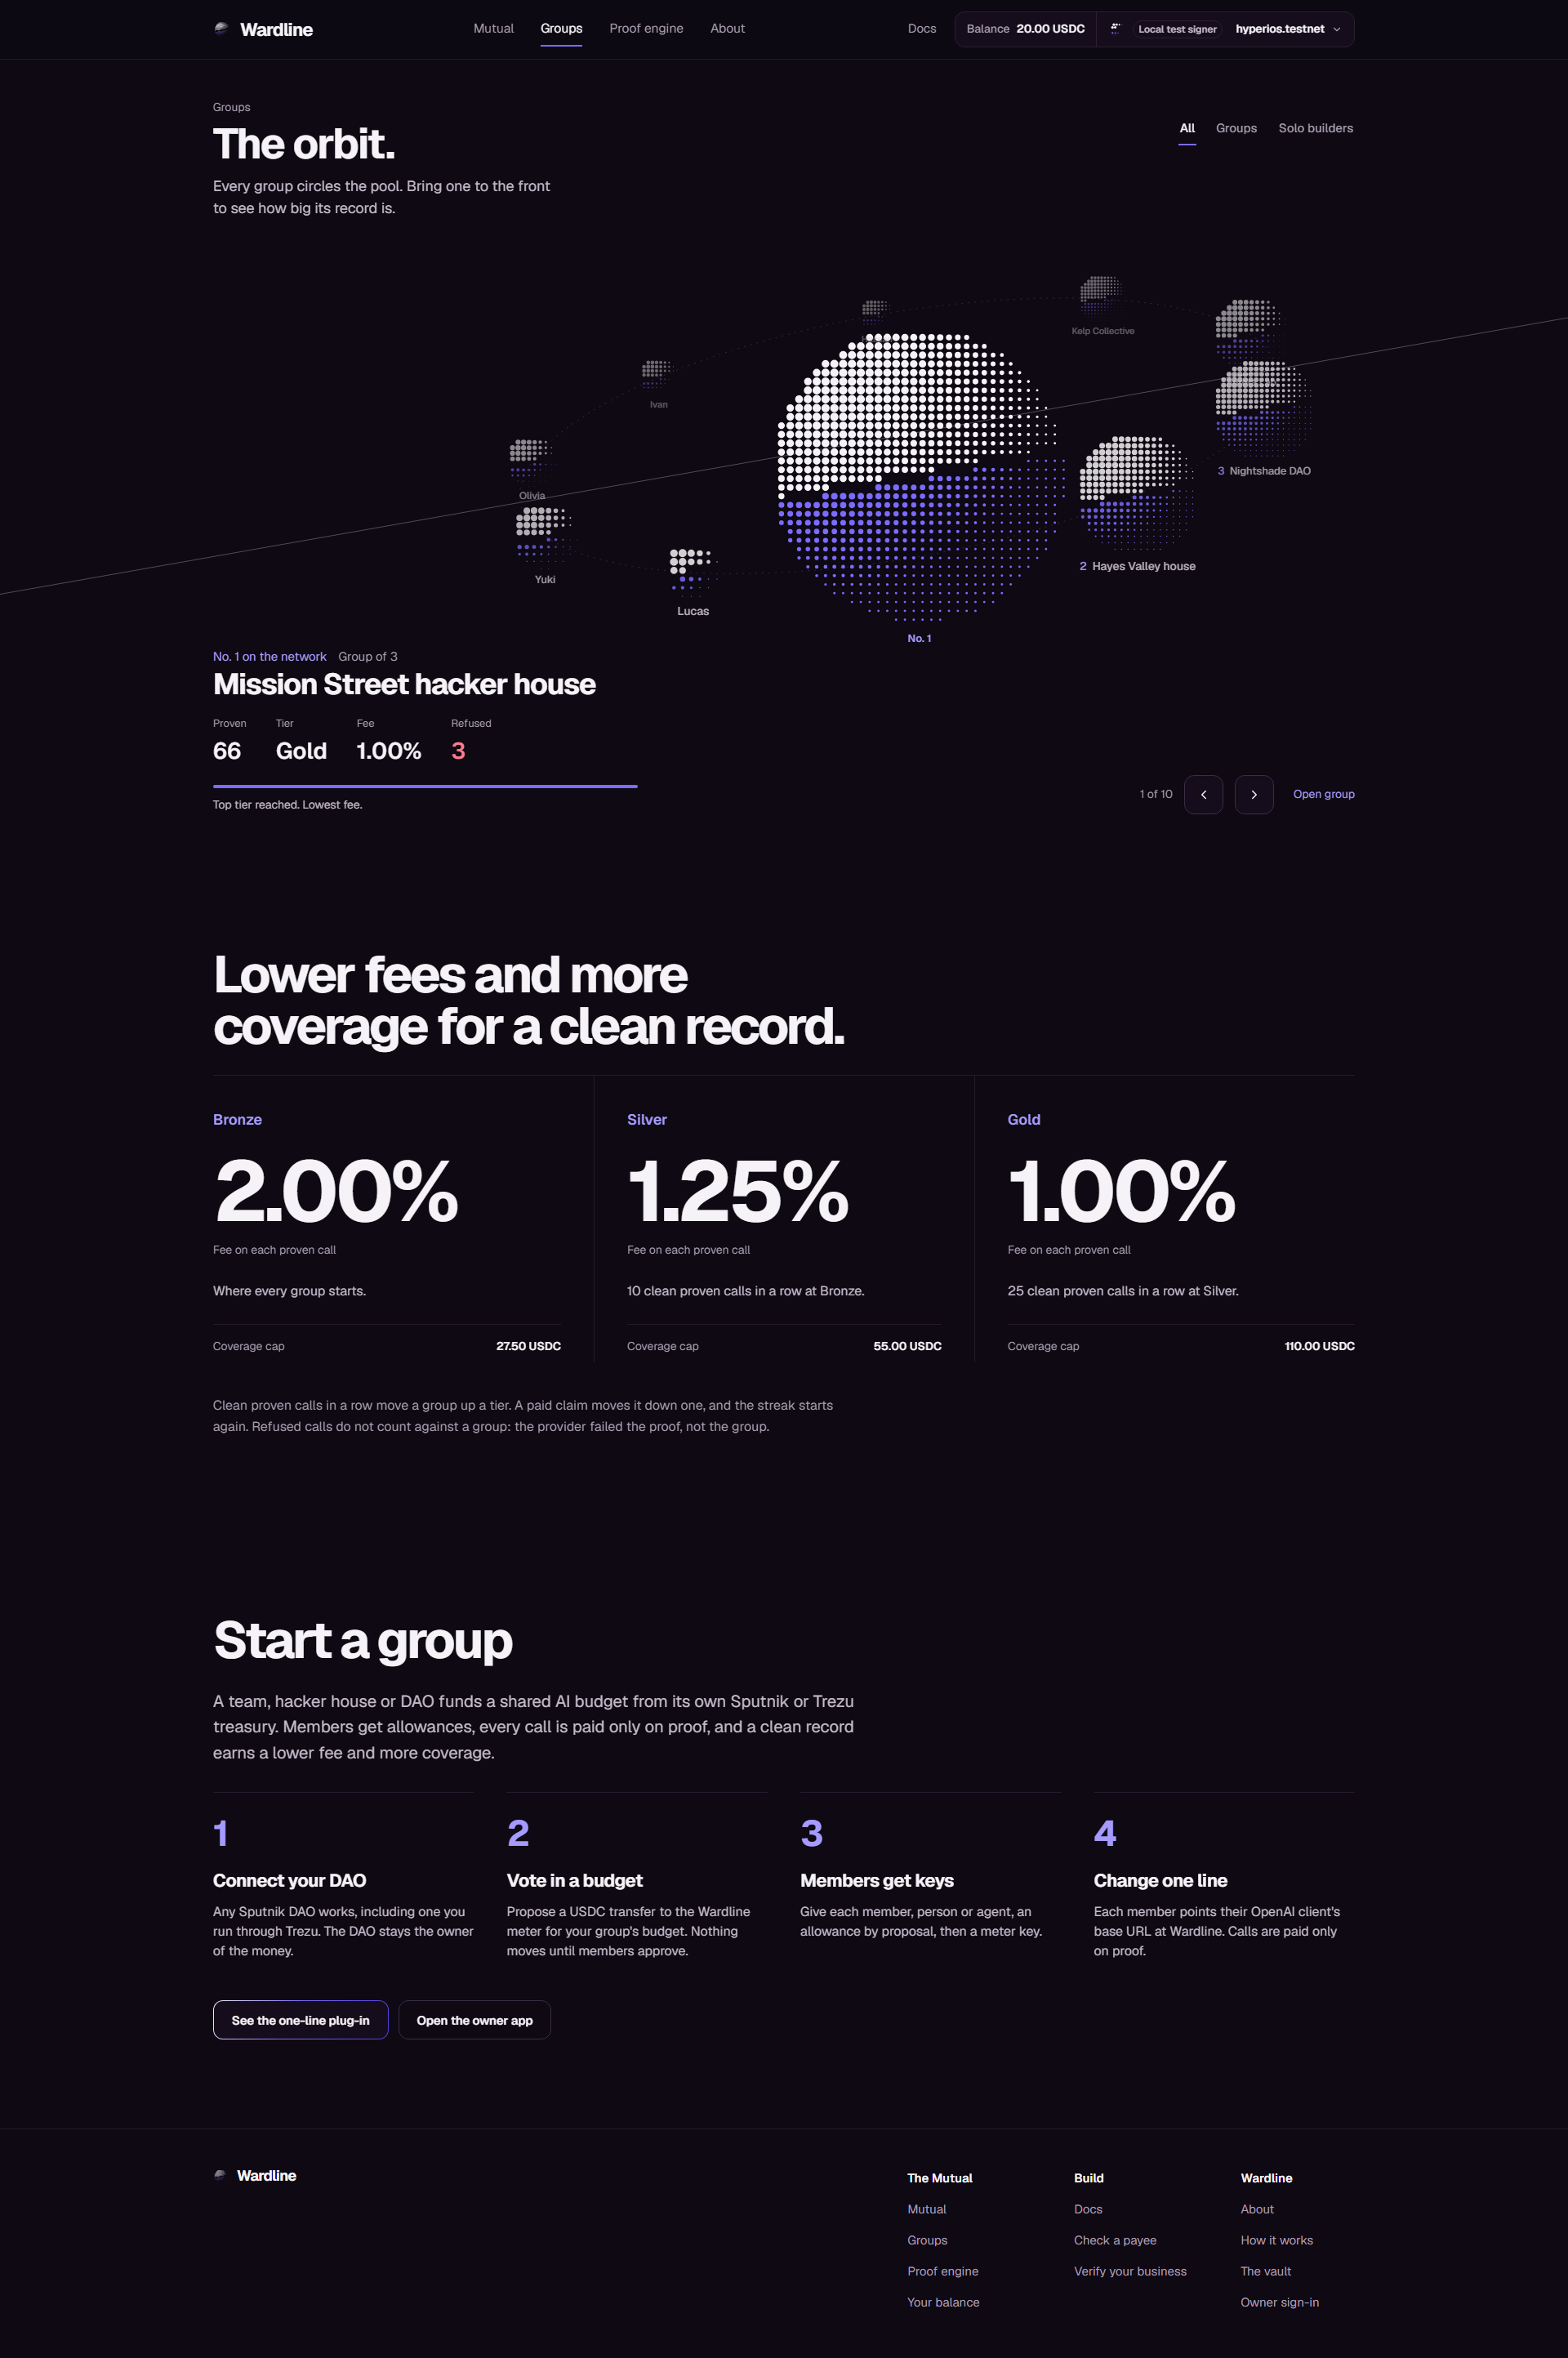 Wardline
Mutual
Groups
Proof engine
About
Docs
Balance 20.00 USDC
Local test signer
hyperios.testnet
Groups
The orbit.
Every group circles the pool. Bring one to the front
to see how big its record is.
All
Groups
Solo builders
Kelp Collective
Ivan
3 Nightshade DAO
Olivia
2 Hayes Valley house
Yuki
Lucas
No. 1
No. 1 on the network Group of 3
Mission Street hacker house
Proven Tier Fee Refused
66 Gold 1.00% 3
Top tier reached. Lowest fee.
1 of 10
Open group
Lower fees and more
coverage for a clean record.
Bronze
2.00%
Fee on each proven call
Where every group starts.
Coverage cap 27.50 USDC
Silver
1.25%
Fee on each proven call
10 clean proven calls in a row at Bronze.
Coverage cap 55.00 USDC
Gold
1.00%
Fee on each proven call
25 clean proven calls in a row at Silver.
Coverage cap 110.00 USDC
Clean proven calls in a row move a group up a tier. A paid claim moves it down one, and the streak starts
again. Refused calls do not count against a group: the provider failed the proof, not the group.
Start a group
A team, hacker house or DAO funds a shared AI budget from its own Sputnik or Trezu
treasury. Members get allowances, every call is paid only on proof, and a clean record
earns a lower fee and more coverage.
1
Connect your DAO
Any Sputnik DAO works, including one you
run through Trezu. The DAO stays the owner
of the money.
2
Vote in a budget
Propose a USDC transfer to the Wardline
meter for your group's budget. Nothing
moves until members approve.
3
Members get keys
Give each member, person or agent, an
allowance by proposal, then a meter key.
4
Change one line
Each member points their OpenAI client's
base URL at Wardline. Calls are paid only
on proof.
See the one-line plug-in
Open the owner app
Wardline
The Mutual
Mutual
Groups
Proof engine
Your balance
Build
Docs
Check a payee
Verify your business
Wardline
About
How it works
The vault
Owner sign-in